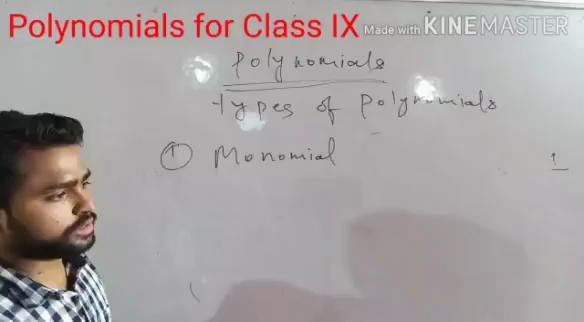 Polynomials for Class IX Made with KINEMASTER
Polynomials
types of Polynomials
① Monomial
1